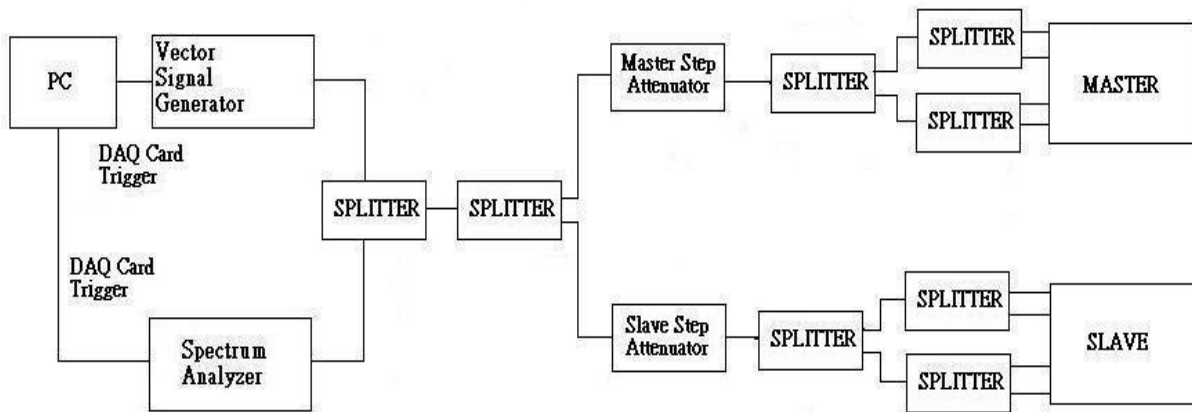 PC
Vector
Signal
Generator
DAQ Card
Trigger
DAQ Card
Trigger
Spectrum
Analyzer
SPLITTER
SPLITTER
Master Step
Attenuator
SPLITTER
SPLITTER
SPLITTER
MASTER
Slave Step
Attenuator
SPLITTER
SPLITTER
SPLITTER
SLAVE